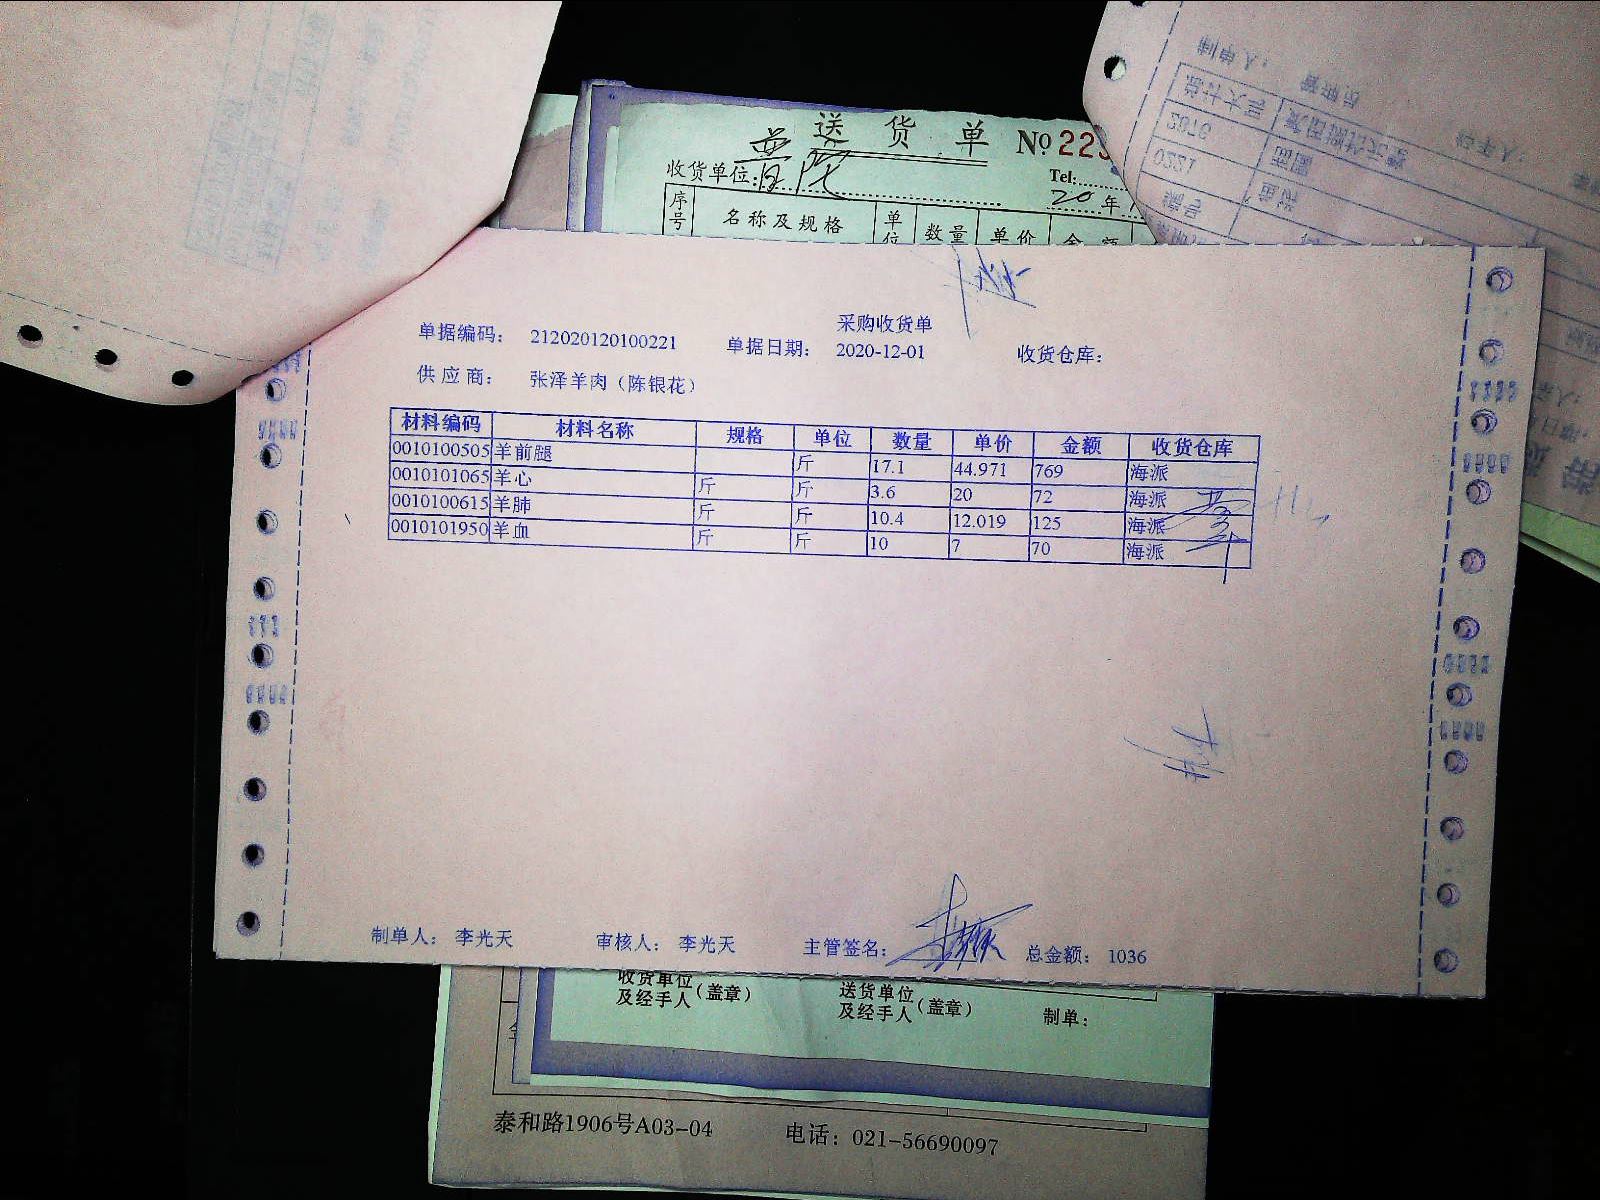 送 货 单 № 22
收货单位:
Tel:
20 年
序号 名称及规格 单位 数量 单价 金额
采购收货单
单据编码: 212020120100221 单据日期: 2020-12-01 收货仓库:
供应商: 张泽羊肉(陈银花)
材料编码 材料名称 规格 单位 数量 单价 金额 收货仓库
0010100505 羊前腿 斤 17.1 44.971 769 海派
0010101065 羊心 斤 斤 3.6 20 72 海派
0010100615 羊肺 斤 斤 10.4 12.019 125 海派
0010101950 羊血 斤 斤 10 7 70 海派
制单人: 李光天 审核人: 李光天 主管签名: 总金额: 1036
收货单位及经手人(盖章) 送货单位及经手人(盖章) 制单:
泰和路1906号A03-04 电话: 021-56690097